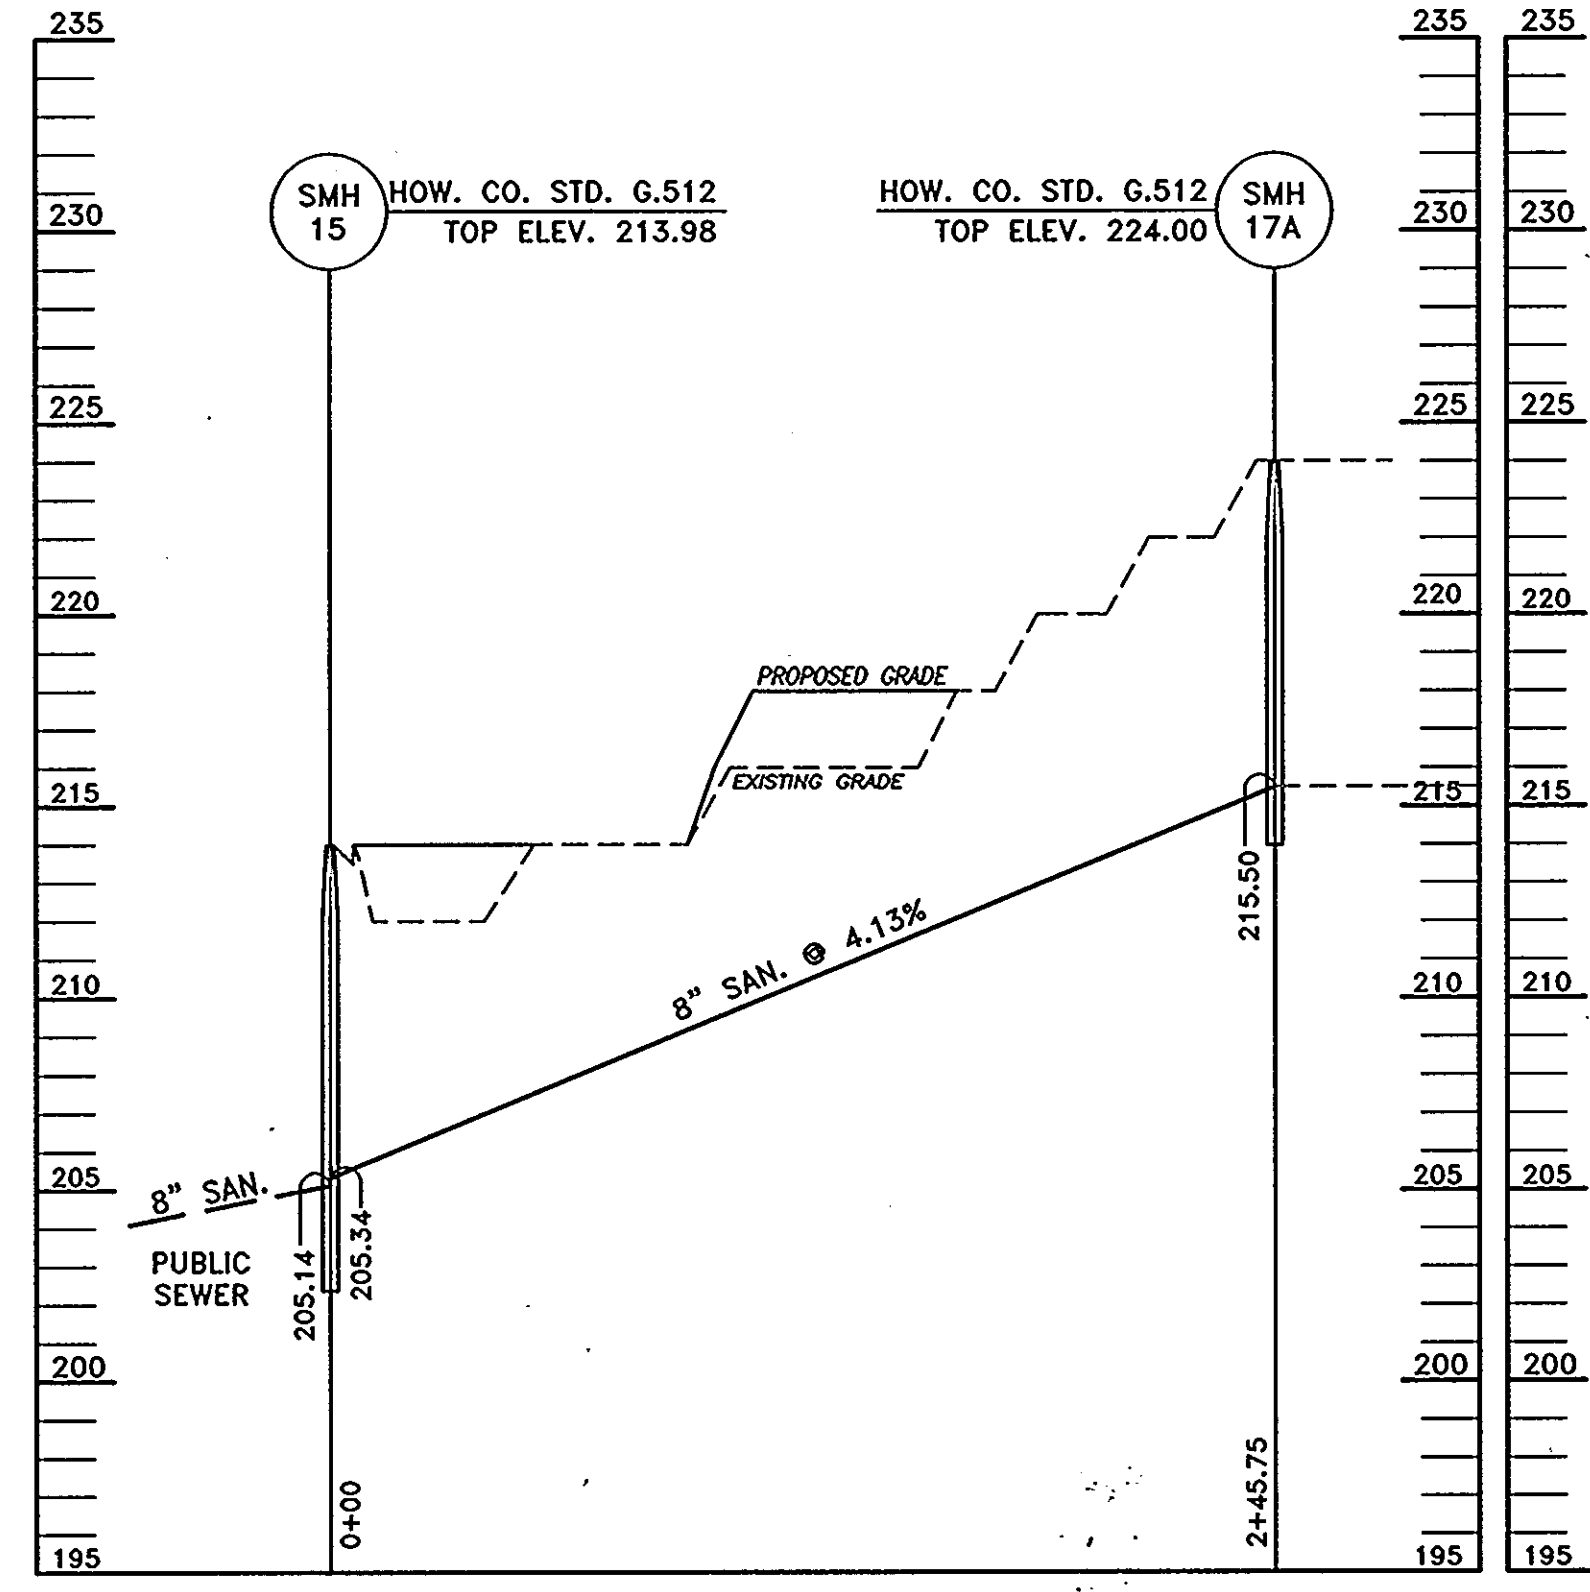 235
235
235
SMH
15
HOW. CO. STD. G.512
TOP ELEV. 213.98
HOW. CO. STD. G.512
TOP ELEV. 224.00
SMH
17A
230
230
230
225
225
225
220
220
220
PROPOSED GRADE
EXISTING GRADE
215
215
215
215.50
8" SAN. @ 4.13%
210
210
210
205
205
205
8" SAN.
PUBLIC
SEWER
205.14
205.34
200
200
200
0+00
2+45.75
195
195
195